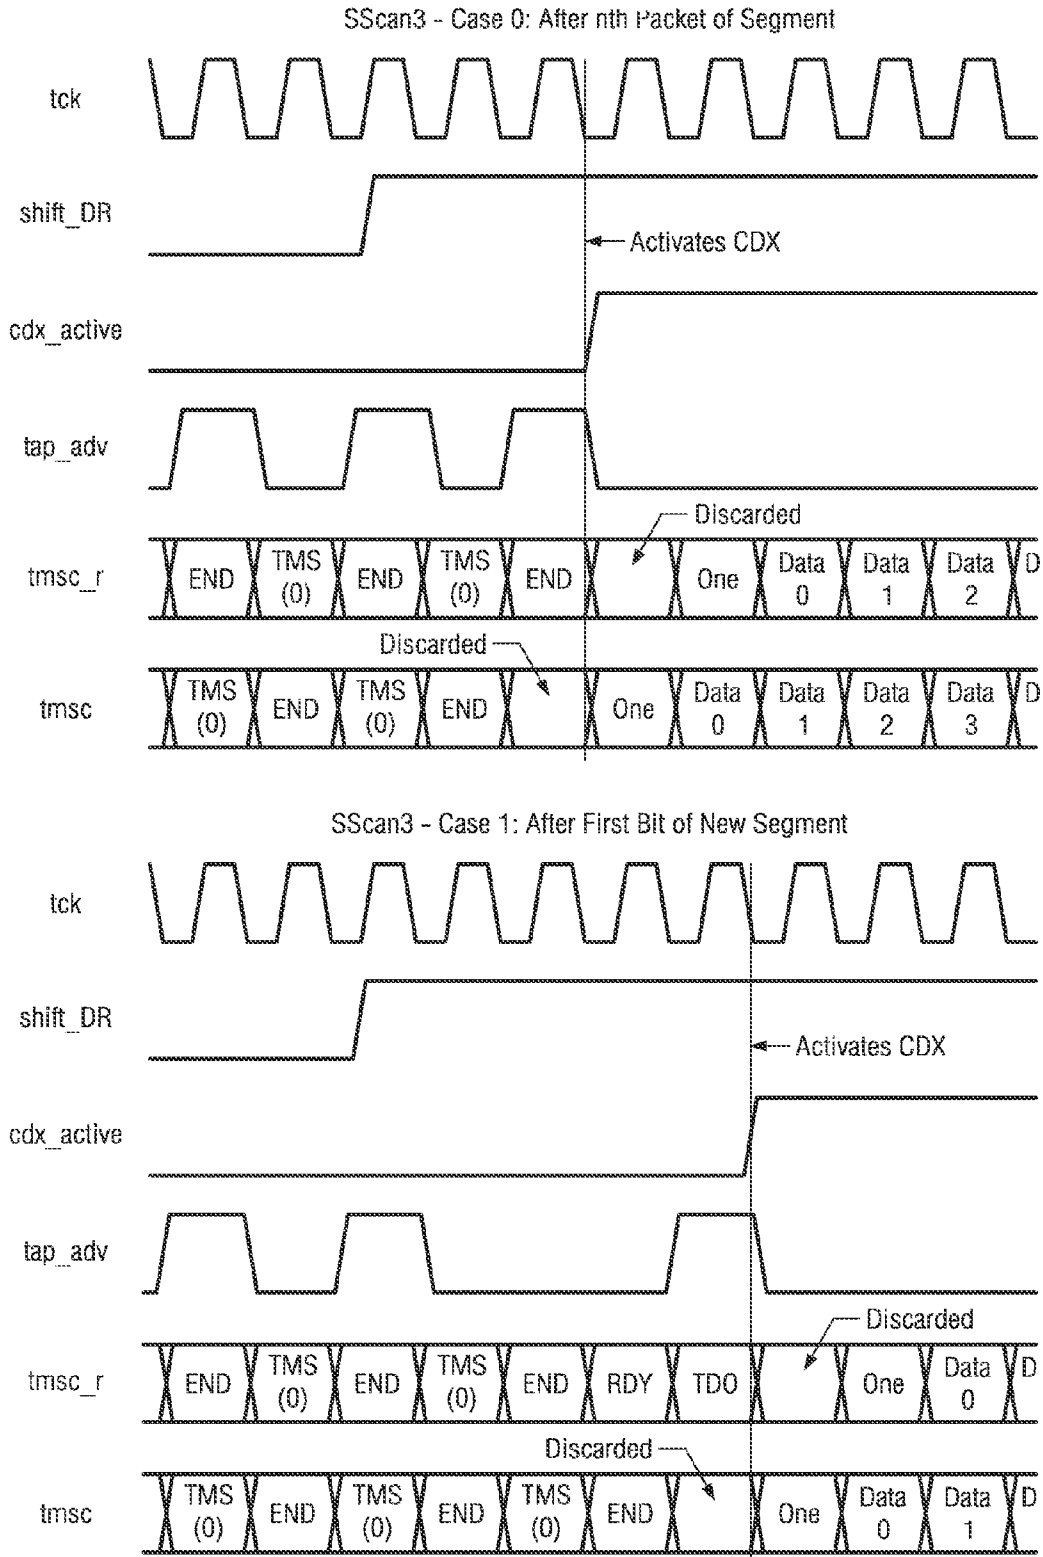 SScan3 - Case 0: After nth Packet of Segment
tck
shift_DR
Activates CDX
cdx_active
tap_adv
Discarded
tmsc_r
END
TMS
(0)
END
TMS
(0)
END
One
Data
0
Data
1
Data
2
D
Discarded
tmsc
TMS
(0)
END
TMS
(0)
END
One
Data
0
Data
1
Data
2
Data
3
D
SScan3 - Case 1: After First Bit of New Segment
tck
shift_DR
Activates CDX
cdx_active
tap_adv
Discarded
tmsc_r
END
TMS
(0)
END
TMS
(0)
END
RDY
TDO
One
Data
0
D
Discarded
tmsc
TMS
(0)
END
TMS
(0)
END
TMS
(0)
END
One
Data
0
Data
1
D